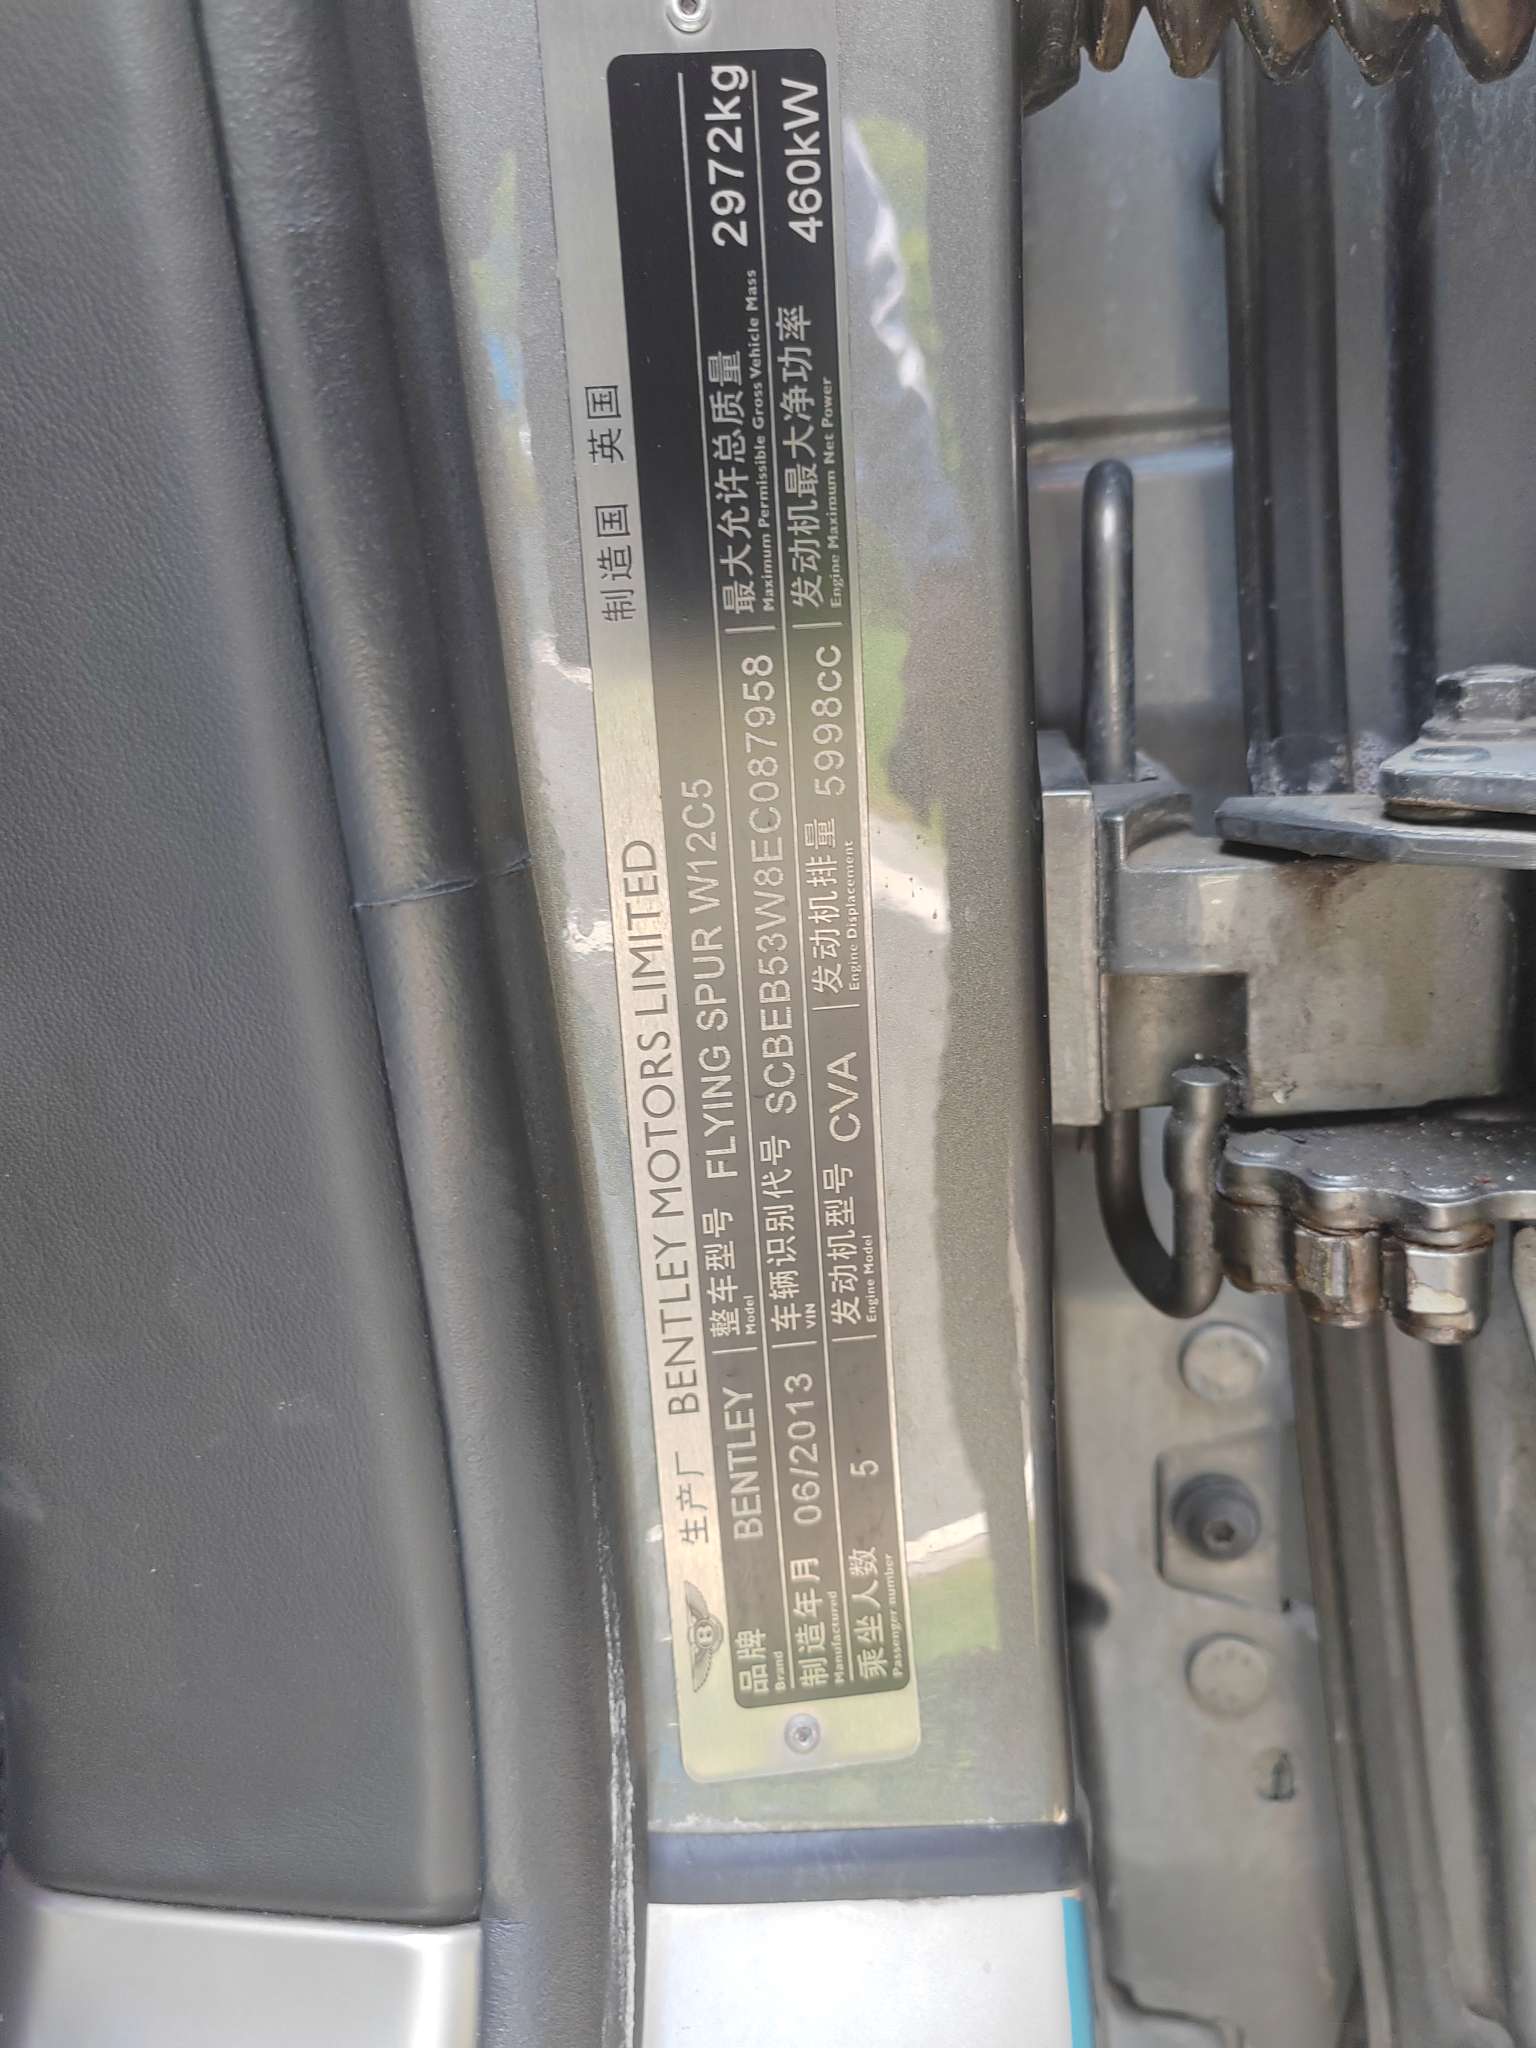 生产厂 BENTLEY MOTORS LIMITED 制造国 英国
品牌 BENTLEY 整车型号 FLYING SPUR W12C5
Brand Model
制造年月 06/2013 车辆识别代号 SCBEB53W8EC087958 最大允许总质量 2972kg
Manufactured VIN Maximum Permissible Gross Vehicle Mass
乘坐人数 5 发动机型号 CVA 发动机排量 5998cc 发动机最大净功率 460kW
Passenger number Engine Model Engine Displacement Engine Maximum Net Power